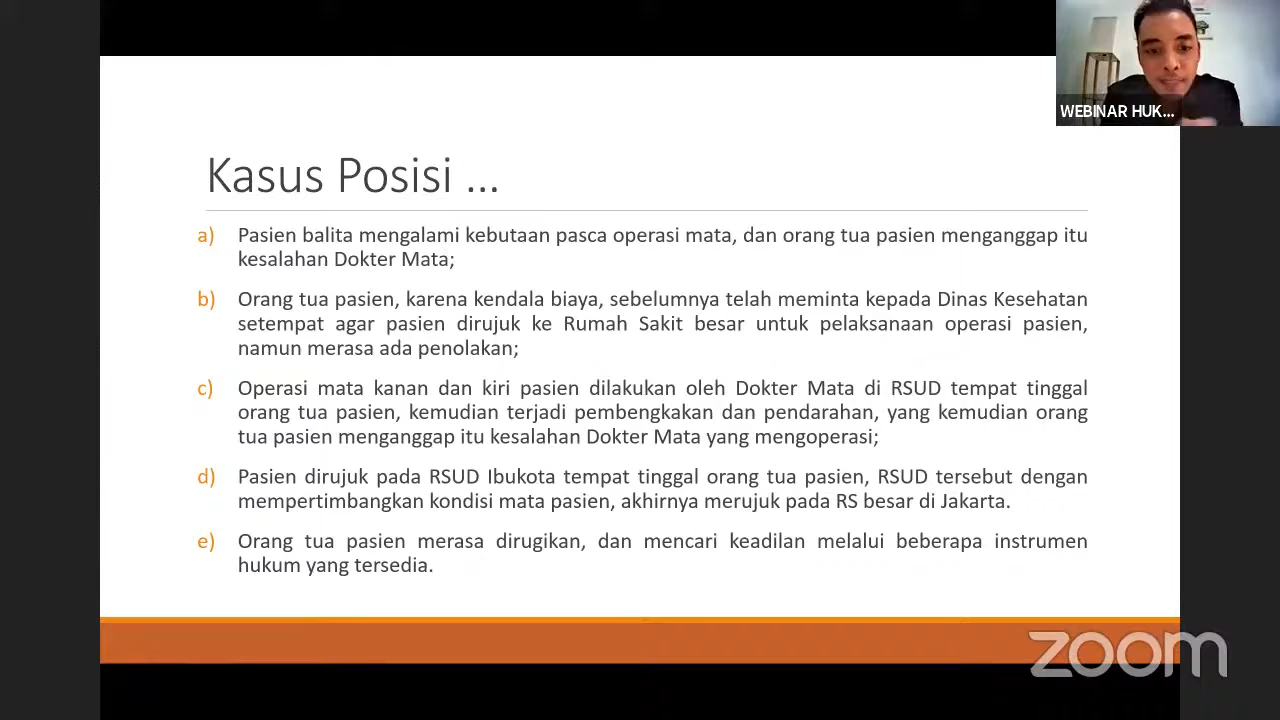 WEBINAR HUK...
Kasus Posisi ...
a) Pasien balita mengalami kebutaan pasca operasi mata, dan orang tua pasien menganggap itu
kesalahan Dokter Mata;
b) Orang tua pasien, karena kendala biaya, sebelumnya telah meminta kepada Dinas Kesehatan
setempat agar pasien dirujuk ke Rumah Sakit besar untuk pelaksanaan operasi pasien,
namun merasa ada penolakan;
c) Operasi mata kanan dan kiri pasien dilakukan oleh Dokter Mata di RSUD tempat tinggal
orang tua pasien, kemudian terjadi pembengkakan dan pendarahan, yang kemudian orang
tua pasien menganggap itu kesalahan Dokter Mata yang mengoperasi;
d) Pasien dirujuk pada RSUD Ibukota tempat tinggal orang tua pasien, RSUD tersebut dengan
mempertimbangkan kondisi mata pasien, akhirnya merujuk pada RS besar di Jakarta.
e) Orang tua pasien merasa dirugikan, dan mencari keadilan melalui beberapa instrumen
hukum yang tersedia.
zoom